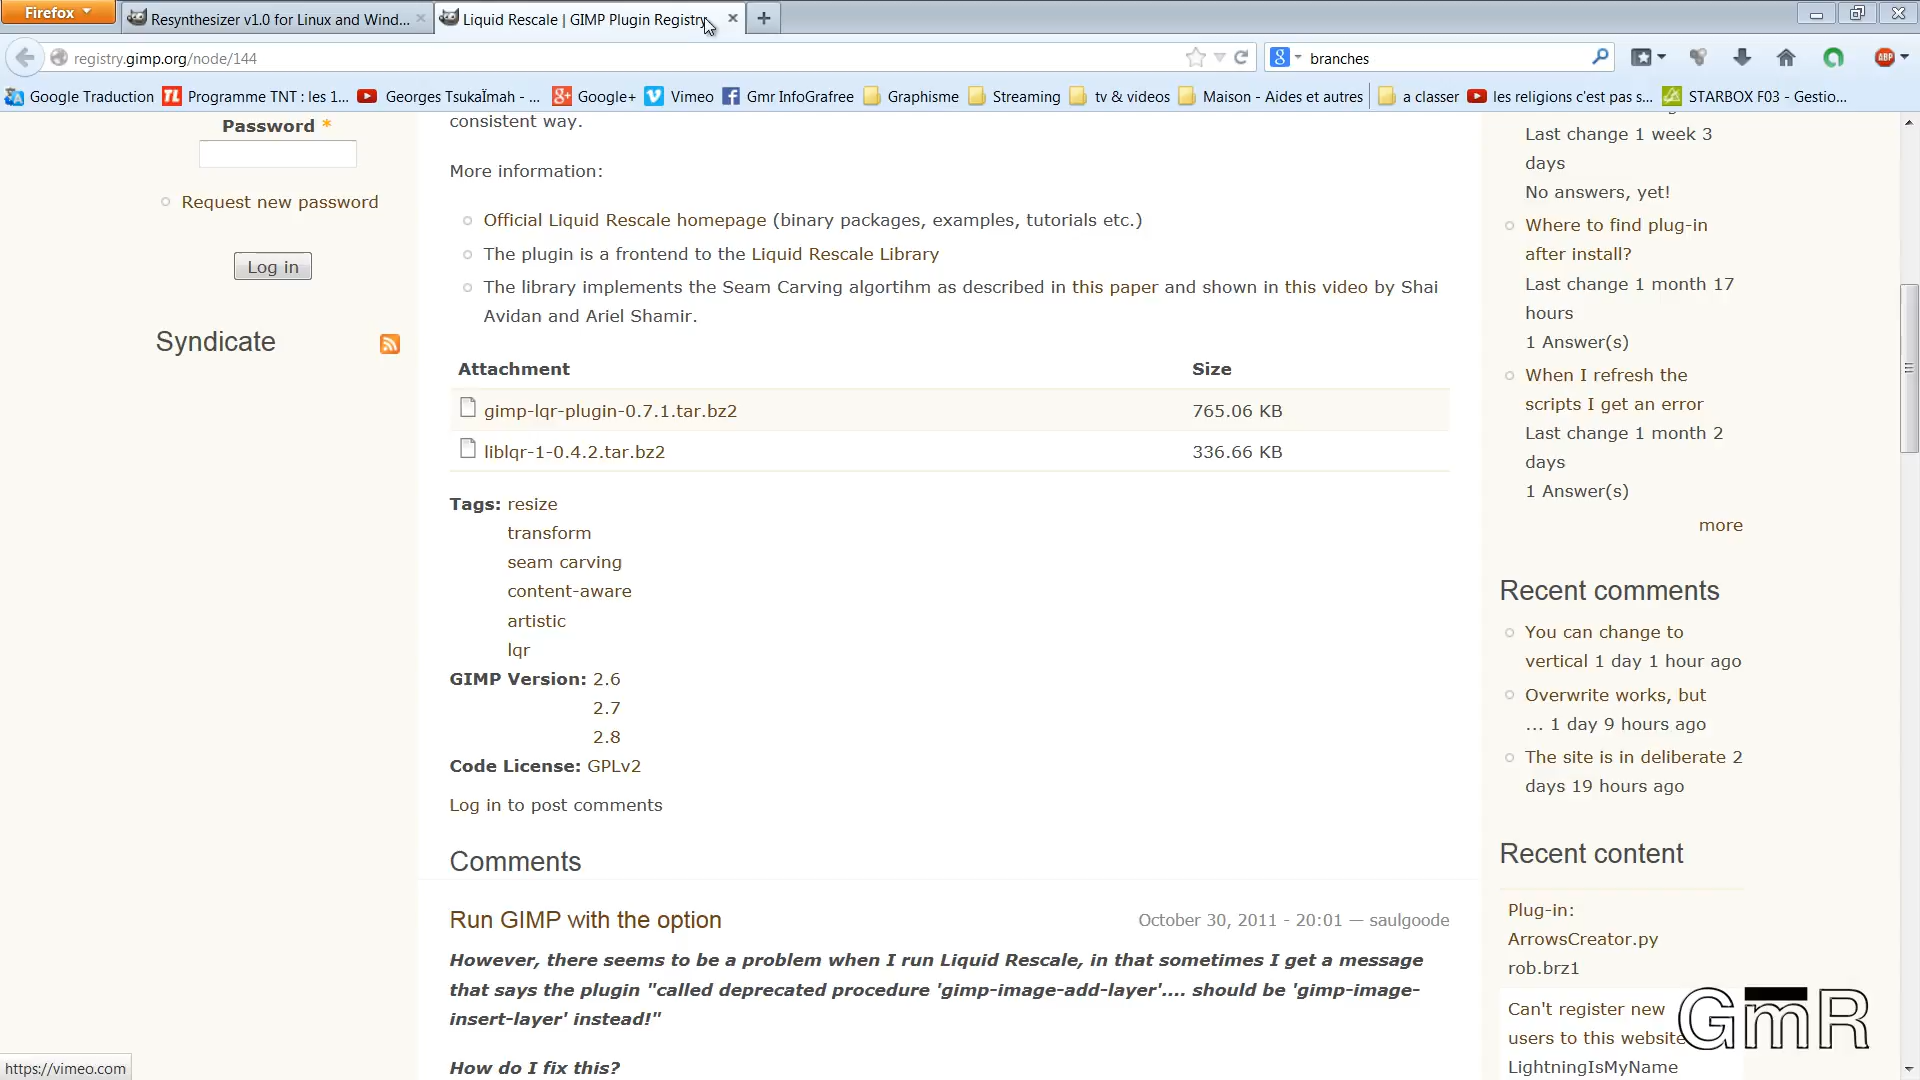 Firefox
Resynthesizer v1.0 for Linux and Wind...
Liquid Rescale | GIMP Plugin Registry
registry.gimp.org/node/144
branches
ABP
Google Traduction
Programme TNT : les 1...
Georges Tsukalmah - ...
Google+
Vimeo
Gmr InfoGrafree
Graphisme
Streaming
tv & videos
Maison - Aides et autres
a classer
les religions c'est pas s...
STARBOX F03 - Gestio...
Password *
Request new password
Log in
Syndicate
consistent way.
More information:
Official Liquid Rescale homepage (binary packages, examples, tutorials etc.)
The plugin is a frontend to the Liquid Rescale Library
The library implements the Seam Carving algortihm as described in this paper and shown in this video by Shai
Avidan and Ariel Shamir.
Attachment Size
gimp-lqr-plugin-0.7.1.tar.bz2 765.06 KB
liblqr-1-0.4.2.tar.bz2 336.66 KB
Tags: resize
transform
seam carving
content-aware
artistic
lqr
GIMP Version: 2.6
2.7
2.8
Code License: GPLv2
Log in to post comments
Comments
Run GIMP with the option
October 30, 2011 - 20:01 — saulgoode
However, there seems to be a problem when I run Liquid Rescale, in that sometimes I get a message
that says the plugin "called deprecated procedure 'gimp-image-add-layer'.... should be 'gimp-image-
insert-layer' instead!"
How do I fix this?
Last change 1 week 3
days
No answers, yet!
Where to find plug-in
after install?
Last change 1 month 17
hours
1 Answer(s)
When I refresh the
scripts I get an error
Last change 1 month 2
days
1 Answer(s)
more
Recent comments
You can change to
vertical 1 day 1 hour ago
Overwrite works, but
... 1 day 9 hours ago
The site is in deliberate 2
days 19 hours ago
Recent content
Plug-in:
ArrowsCreator.py
rob.brz1
Can't register new
users to this website
LightningIsMyName
GmR
https://vimeo.com